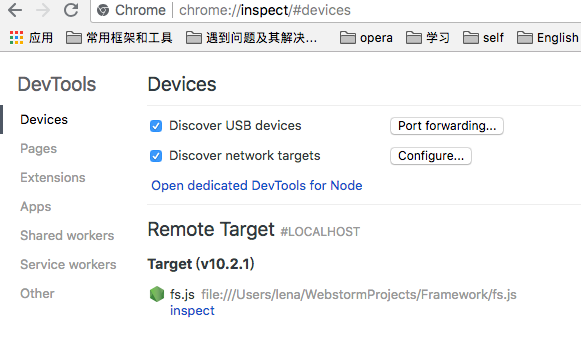 Chrome chrome://inspect/#devices
应用 常用框架和工具 遇到问题及其解决... opera 学习 self English
DevTools
Devices
Pages
Extensions
Apps
Shared workers
Service workers
Other
Devices
Discover USB devices Port forwarding...
Discover network targets Configure...
Open dedicated DevTools for Node
Remote Target #LOCALHOST
Target (v10.2.1)
fs.js file:///Users/lena/WebstormProjects/Framework/fs.js
inspect